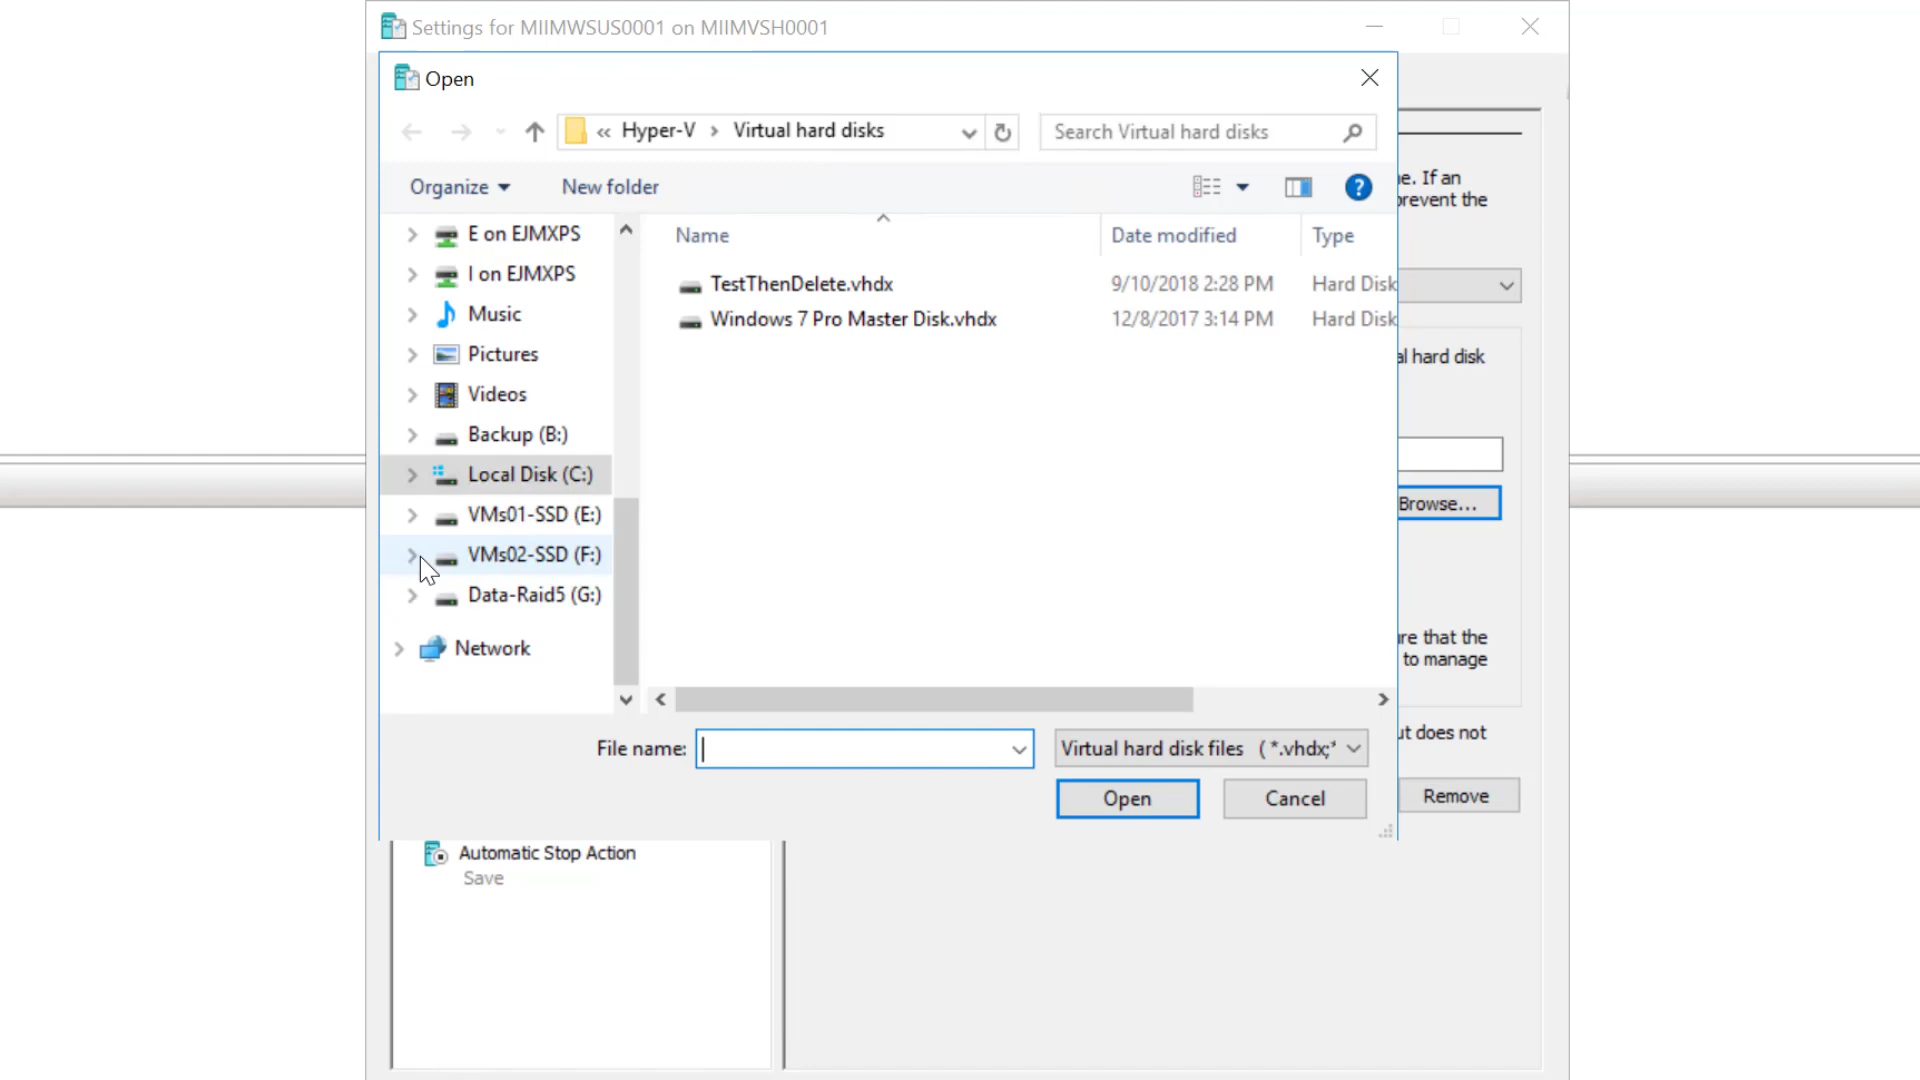 Settings for MIIMWSUS0001 on MIIMVSH0001
Open
« Hyper-V > Virtual hard disks
Search Virtual hard disks
Organize
New folder
E on EJMXPS
I on EJMXPS
Music
Pictures
Videos
Backup (B:)
Local Disk (C:)
VMs01-SSD (E:)
VMs02-SSD (F:)
Data-Raid5 (G:)
Network
Name Date modified Type
TestThenDelete.vhdx 9/10/2018 2:28 PM Hard Disk
Windows 7 Pro Master Disk.vhdx 12/8/2017 3:14 PM Hard Disk
File name:
Virtual hard disk files (*.vhdx;*
Open
Cancel
e. If an
prevent the
al hard disk
Browse...
re that the
to manage
ut does not
Remove
Automatic Stop Action
Save